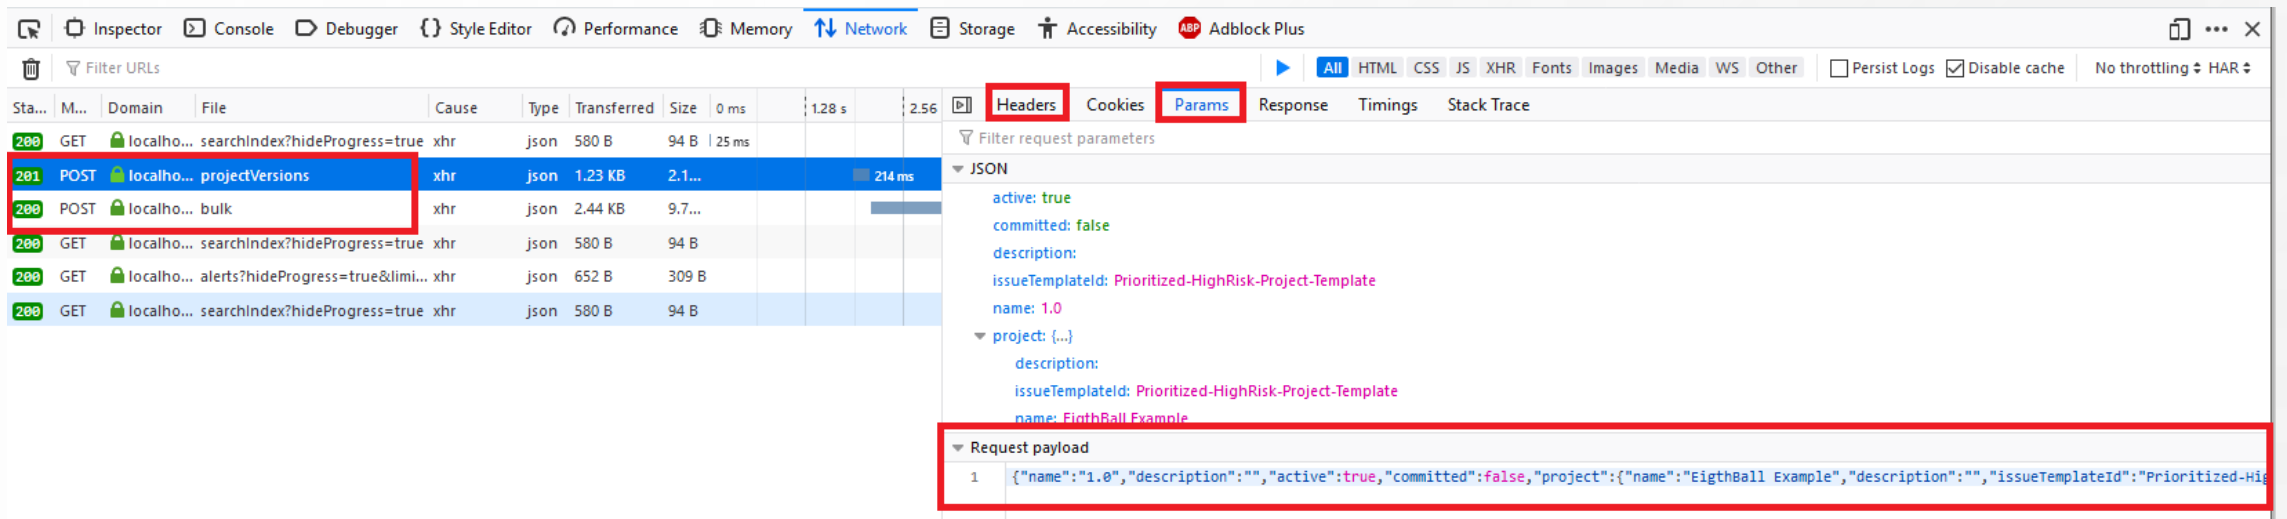 Inspector Console Debugger {} Style Editor Performance Memory Network Storage Accessibility ABP Adblock Plus
Filter URLs All HTML CSS JS XHR Fonts Images Media WS Other Persist Logs Disable cache No throttling HAR
Sta... M... Domain File Cause Type Transferred Size 0 ms 1.28 s 2.56
200 GET localho... searchIndex?hideProgress=true xhr json 580 B 94 B 25 ms
201 POST localho... projectVersions xhr json 1.23 KB 2.1... 214 ms
200 POST localho... bulk xhr json 2.44 KB 9.7...
200 GET localho... searchIndex?hideProgress=true xhr json 580 B 94 B
200 GET localho... alerts?hideProgress=true&limi... xhr json 652 B 309 B
200 GET localho... searchIndex?hideProgress=true xhr json 580 B 94 B
Headers Cookies Params Response Timings Stack Trace
Filter request parameters
JSON
active: true
committed: false
description:
issueTemplateId: Prioritized-HighRisk-Project-Template
name: 1.0
project: {...}
description:
issueTemplateId: Prioritized-HighRisk-Project-Template
name: EigthBall Example
Request payload
1 {"name":"1.0","description":"","active":true,"committed":false,"project":{"name":"EigthBall Example","description":"","issueTemplateId":"Prioritized-Hig